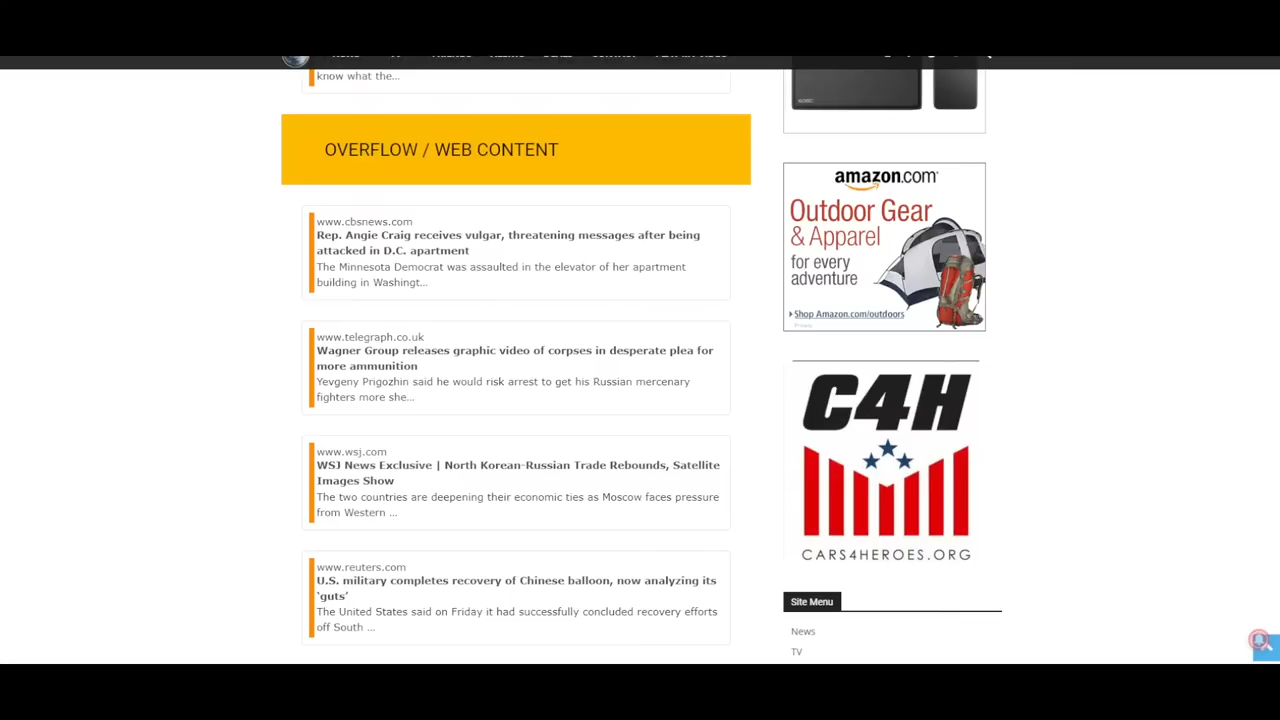 know what the...
OVERFLOW / WEB CONTENT
www.cbsnews.com
Rep. Angie Craig receives vulgar, threatening messages after being
attacked in D.C. apartment
The Minnesota Democrat was assaulted in the elevator of her apartment
building in Washingt...
www.telegraph.co.uk
Wagner Group releases graphic video of corpses in desperate plea for
more ammunition
Yevgeny Prigozhin said he would risk arrest to get his Russian mercenary
fighters more she...
www.wsj.com
WSJ News Exclusive | North Korean-Russian Trade Rebounds, Satellite
Images Show
The two countries are deepening their economic ties as Moscow faces pressure
from Western ...
www.reuters.com
U.S. military completes recovery of Chinese balloon, now analyzing its
‘guts’
The United States said on Friday it had successfully concluded recovery efforts
off South ...
amazon.com
Outdoor Gear
& Apparel
for every
adventure
Shop Amazon.com/outdoors
Privacy
C4H
CARS4HEROES.ORG
Site Menu
News
TV